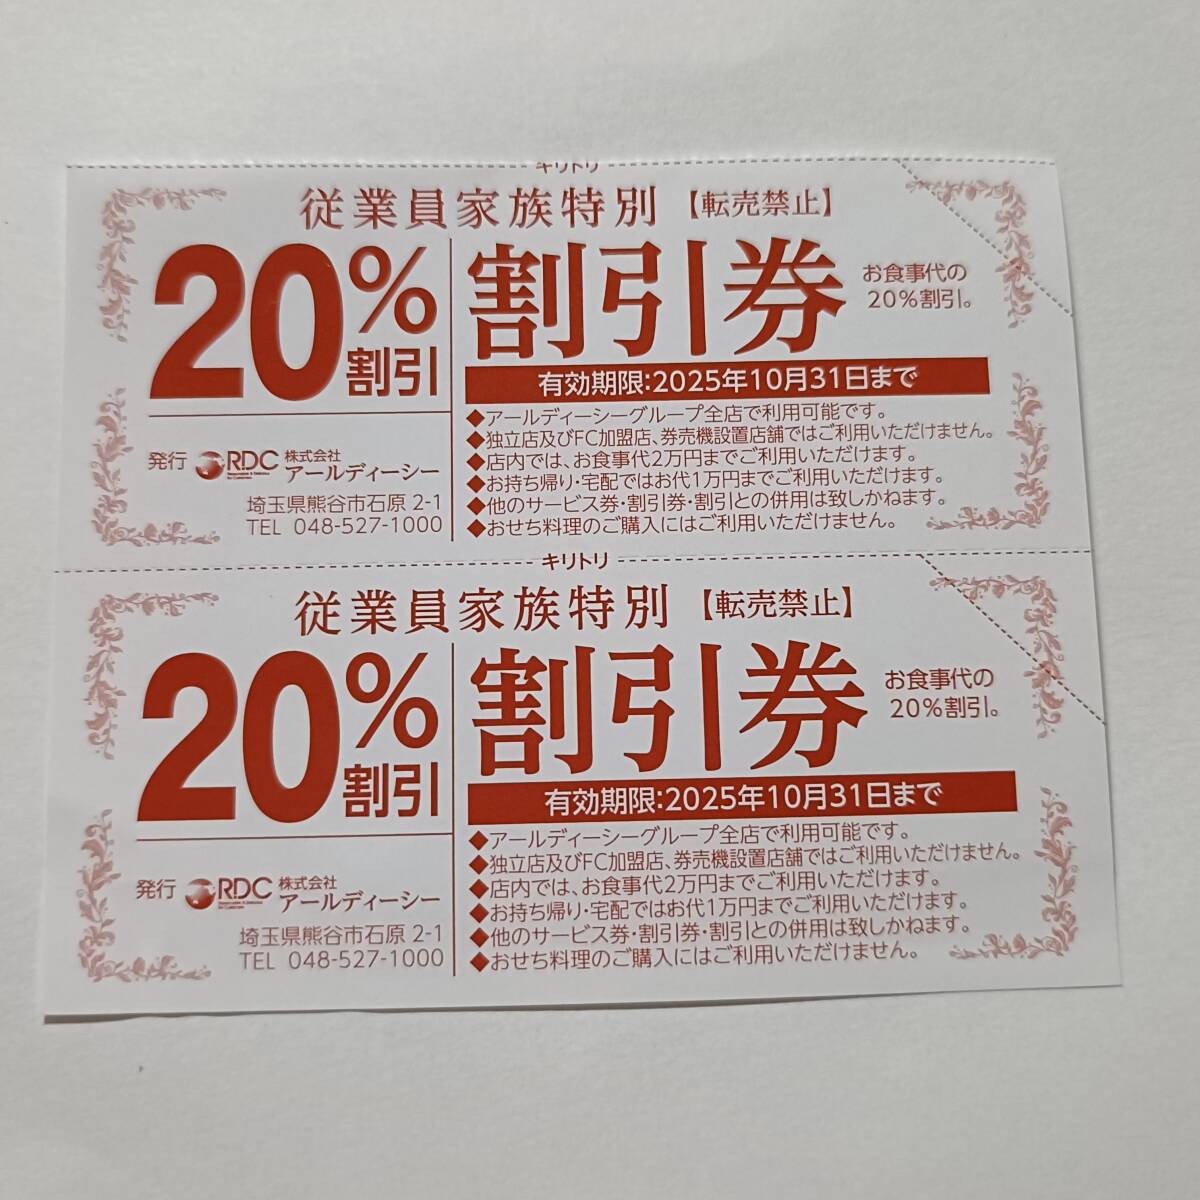 キリトリ
従業員家族特別 【転売禁止】
20%割引
割引券
お食事代の
20%割引。
有効期限:2025年10月31日まで
◆アールディーシーグループ全店で利用可能です。
◆独立店及びFC加盟店、券売機設置店舗ではご利用いただけません。
◆店内では、お食事代2万円までご利用いただけます。
◆お持ち帰り・宅配ではお代1万円までご利用いただけます。
◆他のサービス券・割引券・割引との併用は致しかねます。
◆おせち料理のご購入にはご利用いただけません。
発行 RDC 株式会社
アールディーシー
埼玉県熊谷市石原 2-1
TEL 048-527-1000
キリトリ
従業員家族特別 【転売禁止】
20%割引
割引券
お食事代の
20%割引。
有効期限:2025年10月31日まで
◆アールディーシーグループ全店で利用可能です。
◆独立店及びFC加盟店、券売機設置店舗ではご利用いただけません。
◆店内では、お食事代2万円までご利用いただけます。
◆お持ち帰り・宅配ではお代1万円までご利用いただけます。
◆他のサービス券・割引券・割引との併用は致しかねます。
◆おせち料理のご購入にはご利用いただけません。
発行 RDC 株式会社
アールディーシー
埼玉県熊谷市石原 2-1
TEL 048-527-1000